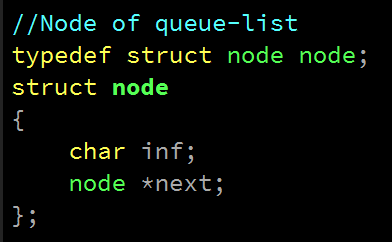 //Node of queue-list
typedef struct node node;
struct node
{
    char inf;
    node *next;
};